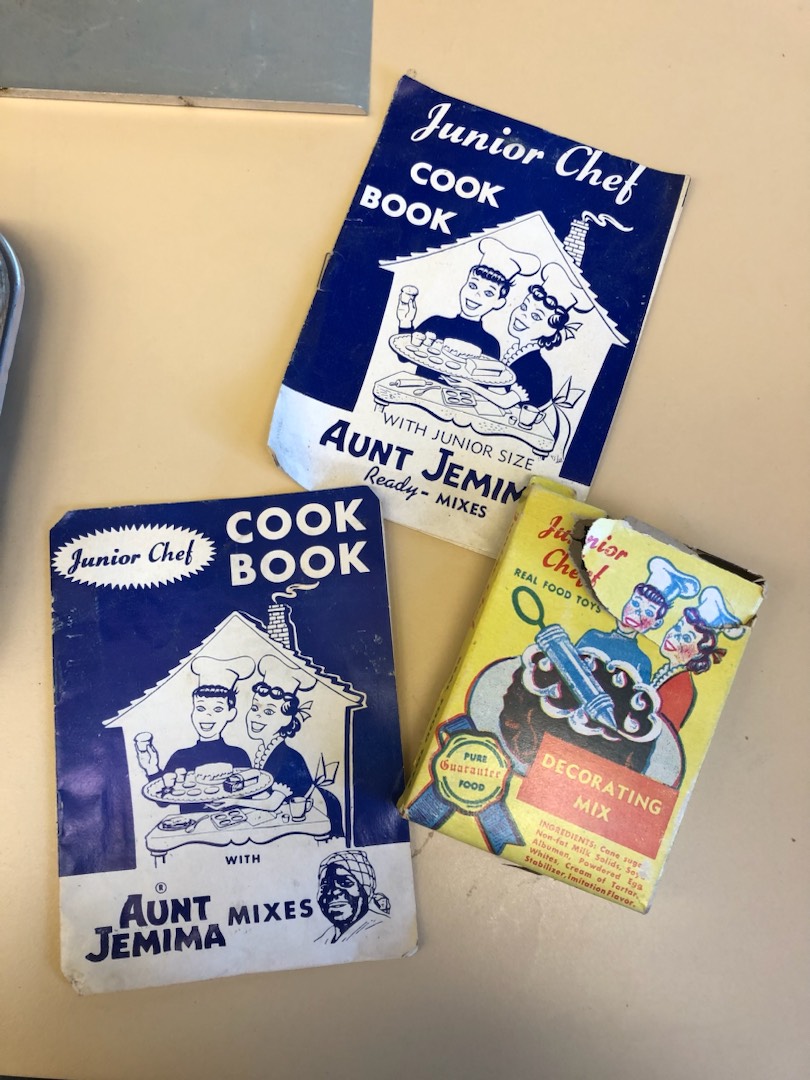 Junior Chef
COOK
BOOK
"WITH JUNIOR SIZE"
AUNT JEMIM
Ready - MIXES
Junior Chef
COOK
BOOK
WITH
®
AUNT
JEMIMA
MIXES
Junior
Chef
REAL FOOD TOYS
PURE
Guarantee
FOOD
DECORATING
MIX
INGREDIENTS: Cane suga
Non-fat Milk Solids, Soy
Albumen, Powdered Egg
Whites, Cream of Tartar,
Stabilizer, Imitation Flavor.